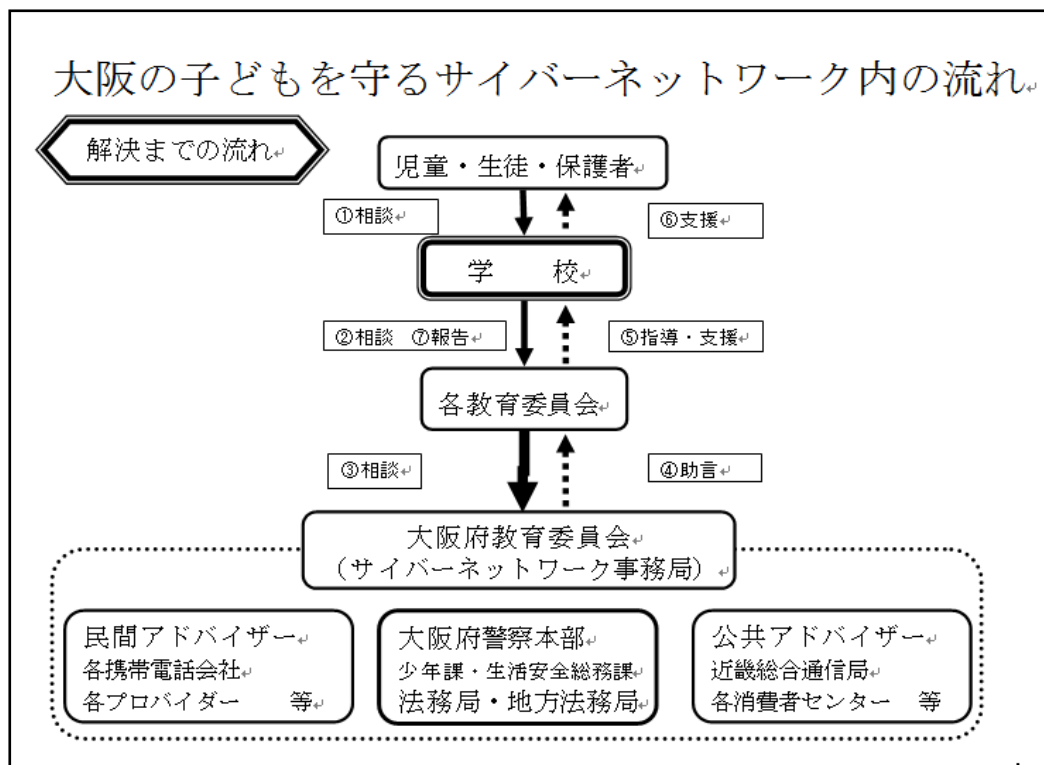 大阪の子どもを守るサイバーネットワーク内の流れ
解決までの流れ
児童・生徒・保護者
①相談
⑥支援
学　　校
②相談　⑦報告
⑤指導・支援
各教育委員会
③相談
④助言
大阪府教育委員会
（サイバーネットワーク事務局）
民間アドバイザー
各携帯電話会社
各プロバイダー　　等
大阪府警察本部
少年課・生活安全総務課
法務局・地方法務局
公共アドバイザー
近畿総合通信局
各消費者センター　等